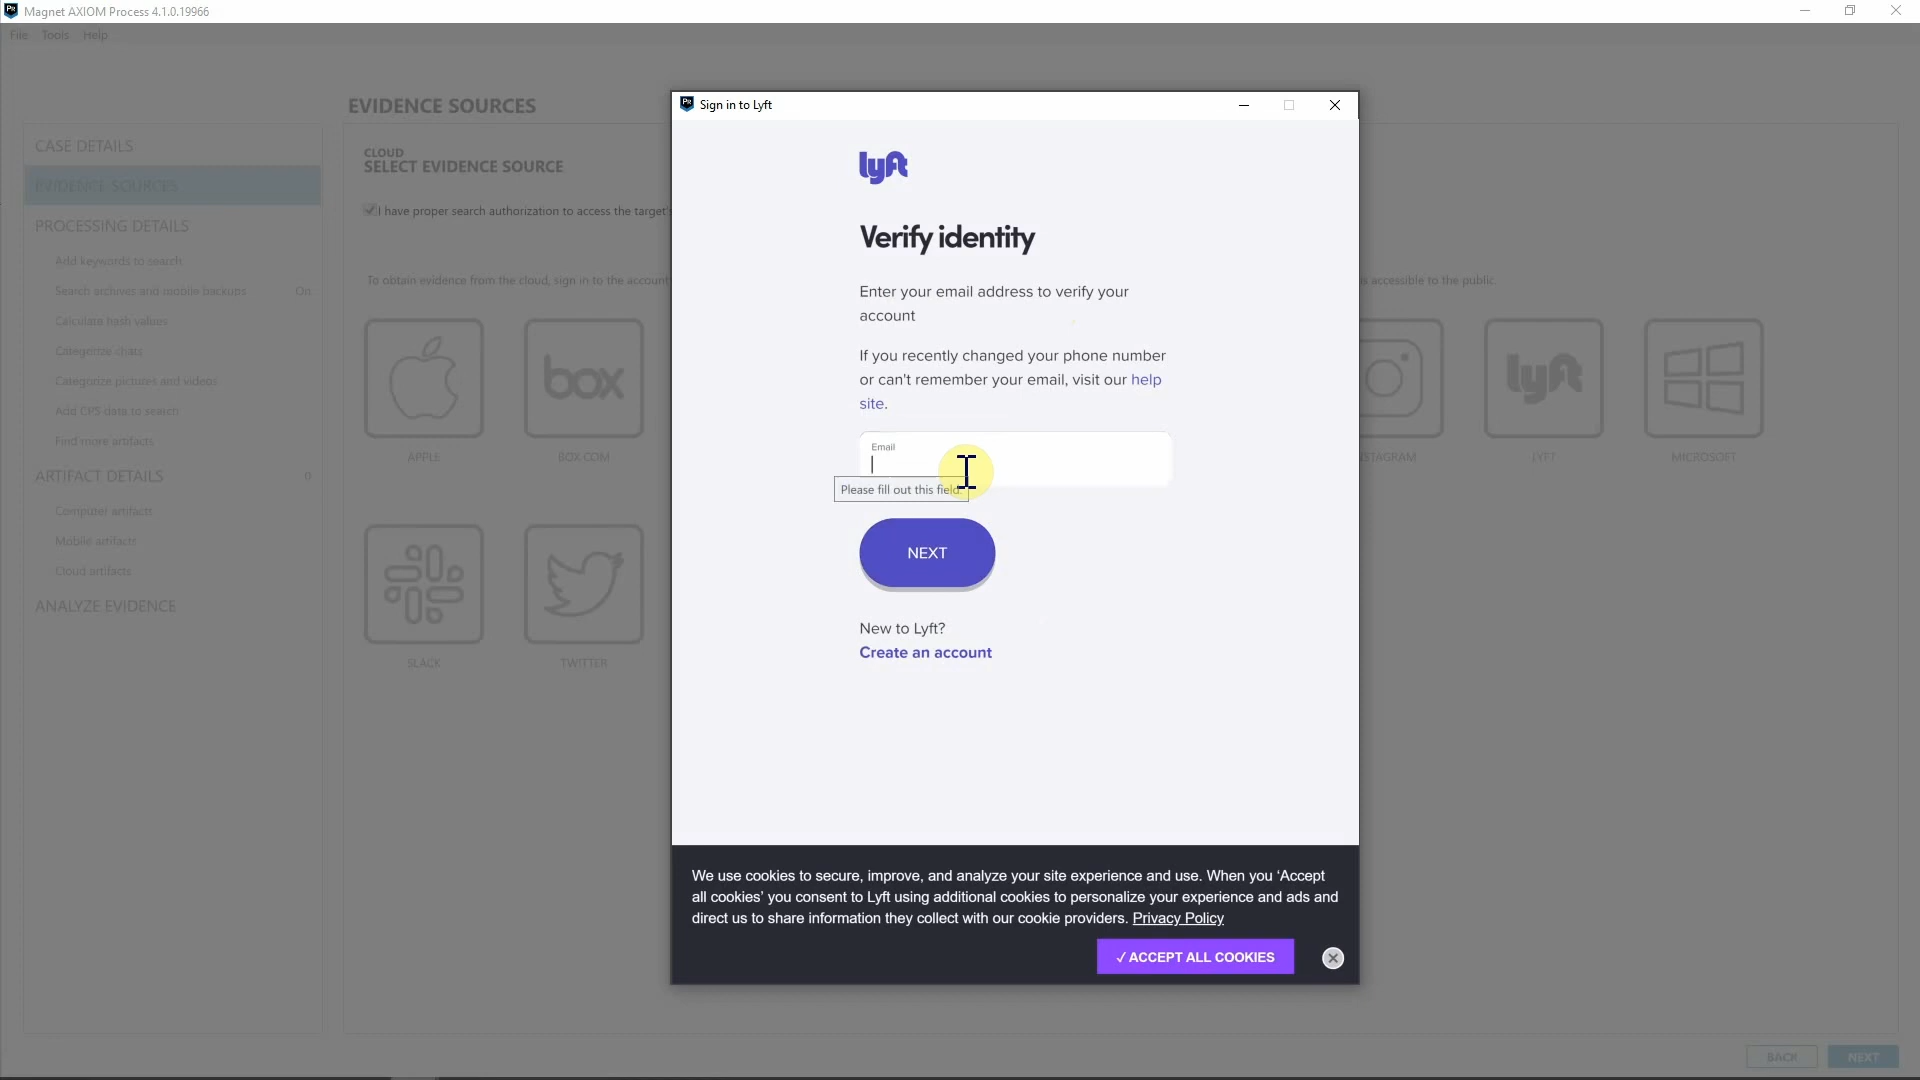 Magnet AXIOM Process 4.1.0.19966
File Tools Help
EVIDENCE SOURCES
CASE DETAILS
EVIDENCE SOURCES
PROCESSING DETAILS
Add keywords to search
Search archives and mobile backups On
Calculate hash values
Categorize chats
Categorize pictures and videos
Add CPS data to search
Find more artifacts
ARTIFACT DETAILS 0
Computer artifacts
Mobile artifacts
Cloud artifacts
ANALYZE EVIDENCE
CLOUD
SELECT EVIDENCE SOURCE
I have proper search authorization to access the target's
To obtain evidence from the cloud, sign in to the account
is accessible to the public.
box
lyft
APPLE
BOX.COM
STAGRAM
LYFT
MICROSOFT
SLACK
TWITTER
Sign in to Lyft
lyft
Verify identity
Enter your email address to verify your
account
If you recently changed your phone number
or can't remember your email, visit our help
site.
Email
Please fill out this field.
NEXT
New to Lyft?
Create an account
We use cookies to secure, improve, and analyze your site experience and use. When you ‘Accept
all cookies’ you consent to Lyft using additional cookies to personalize your experience and ads and
direct us to share information they collect with our cookie providers. Privacy Policy
✓ ACCEPT ALL COOKIES
BACK
NEXT